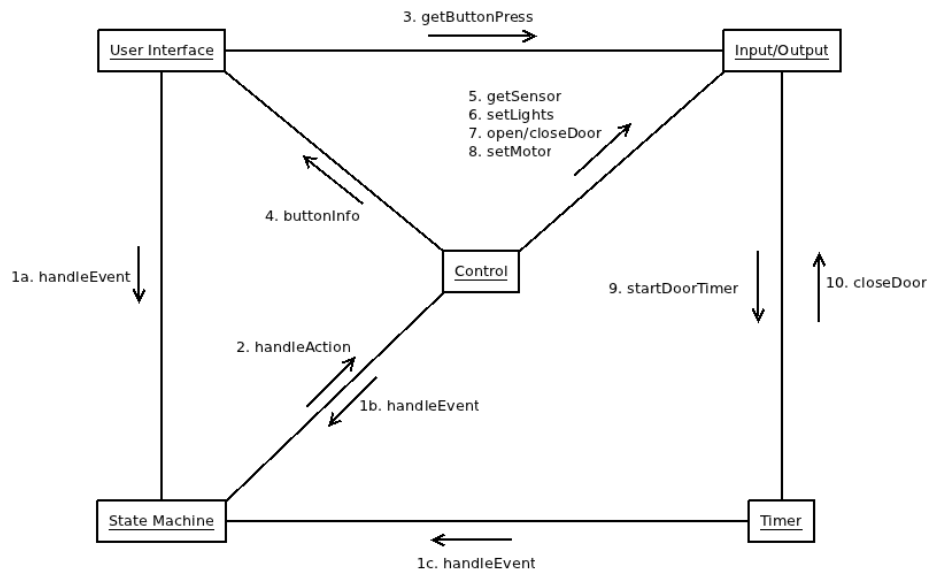 3. getButtonPress
User Interface
Input/Output
5. getSensor
6. setLights
7. open/closeDoor
8. setMotor
4. buttonInfo
Control
1a. handleEvent
9. startDoorTimer
10. closeDoor
2. handleAction
1b. handleEvent
State Machine
Timer
1c. handleEvent